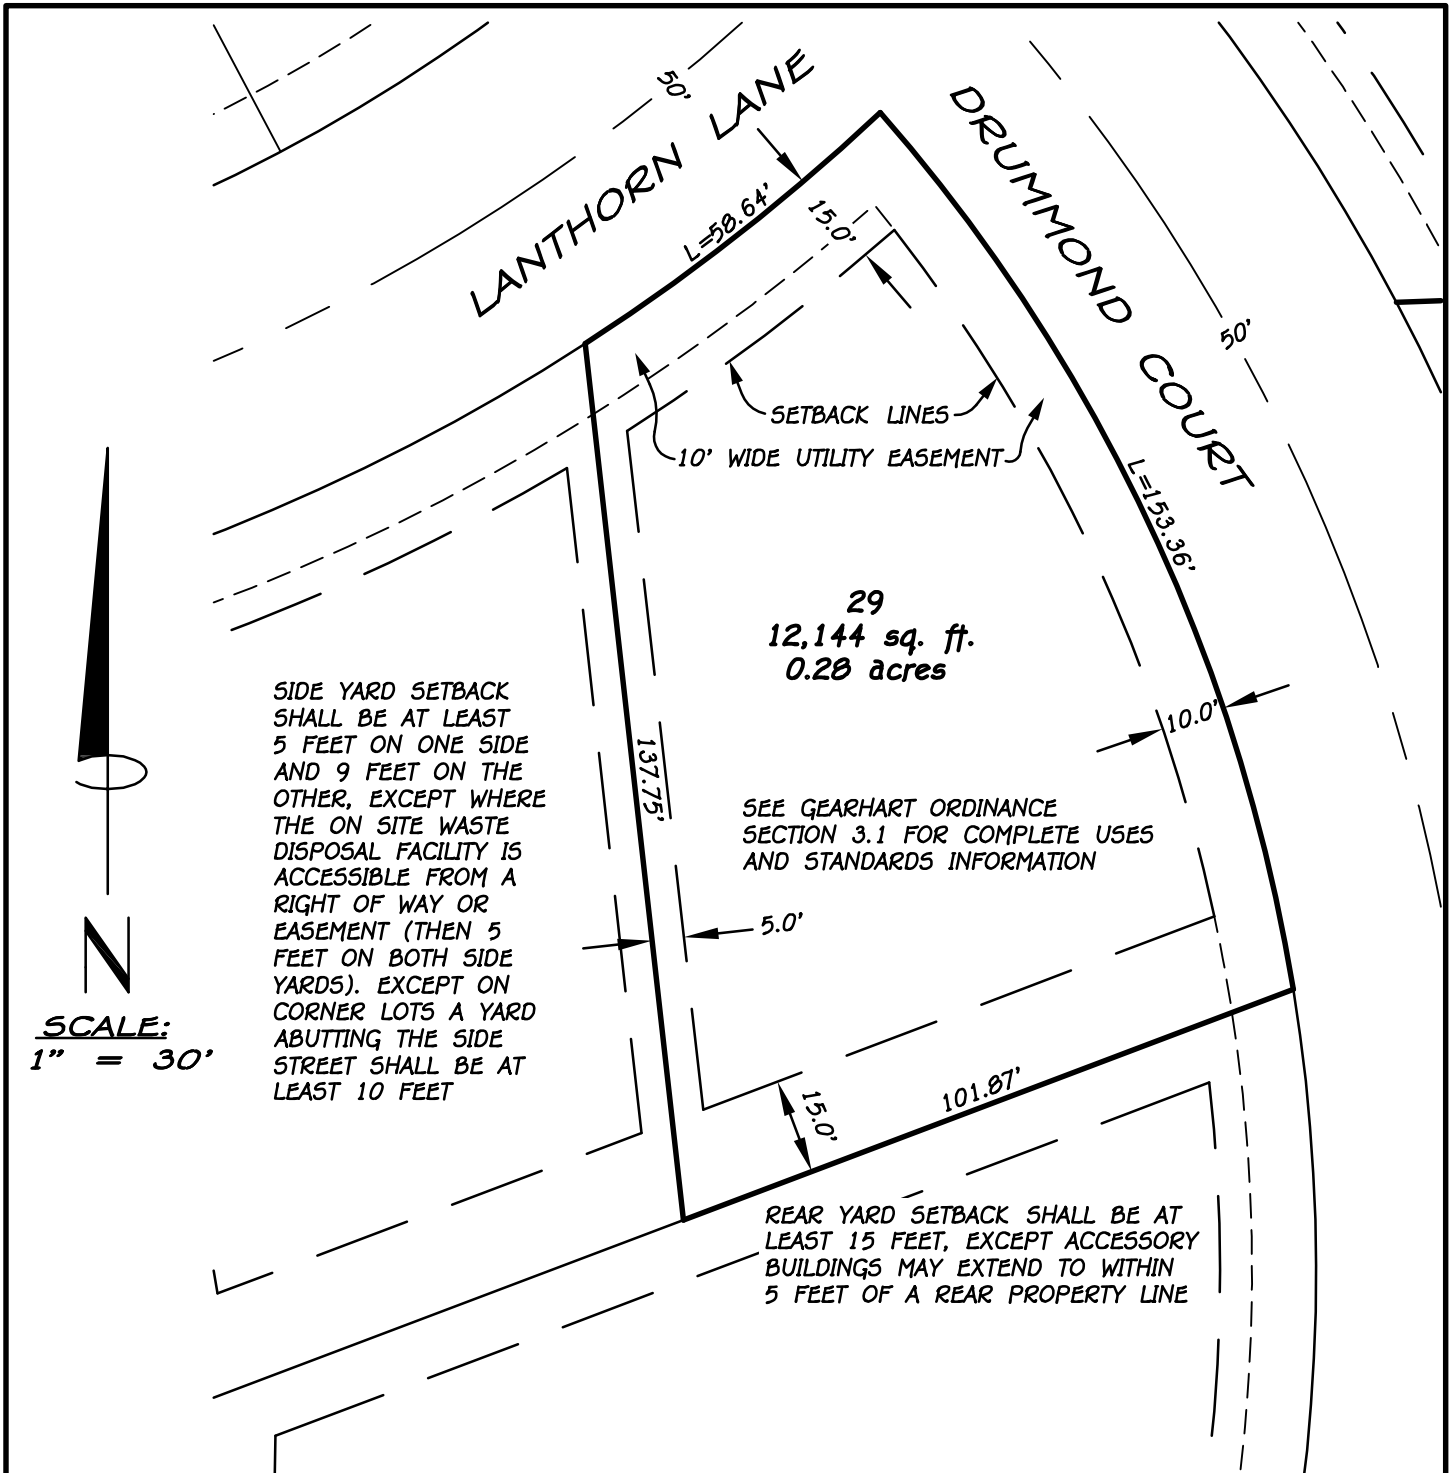 50'
LANTHORN LANE
DRUMMOND COURT
L=58.64'
15.0'
50'
SETBACK LINES
10' WIDE UTILITY EASEMENT
L=153.36'
29
12,144 sq. ft.
0.28 acres
SIDE YARD SETBACK
SHALL BE AT LEAST
5 FEET ON ONE SIDE
AND 9 FEET ON THE
OTHER, EXCEPT WHERE
THE ON SITE WASTE
DISPOSAL FACILITY IS
ACCESSIBLE FROM A
RIGHT OF WAY OR
EASEMENT (THEN 5
FEET ON BOTH SIDE
YARDS). EXCEPT ON
CORNER LOTS A YARD
ABUTTING THE SIDE
STREET SHALL BE AT
LEAST 10 FEET
137.75'
10.0'
SEE GEARHART ORDINANCE
SECTION 3.1 FOR COMPLETE USES
AND STANDARDS INFORMATION
5.0'
N
SCALE:
1" = 30'
101.87'
15.0'
REAR YARD SETBACK SHALL BE AT
LEAST 15 FEET, EXCEPT ACCESSORY
BUILDINGS MAY EXTEND TO WITHIN
5 FEET OF A REAR PROPERTY LINE